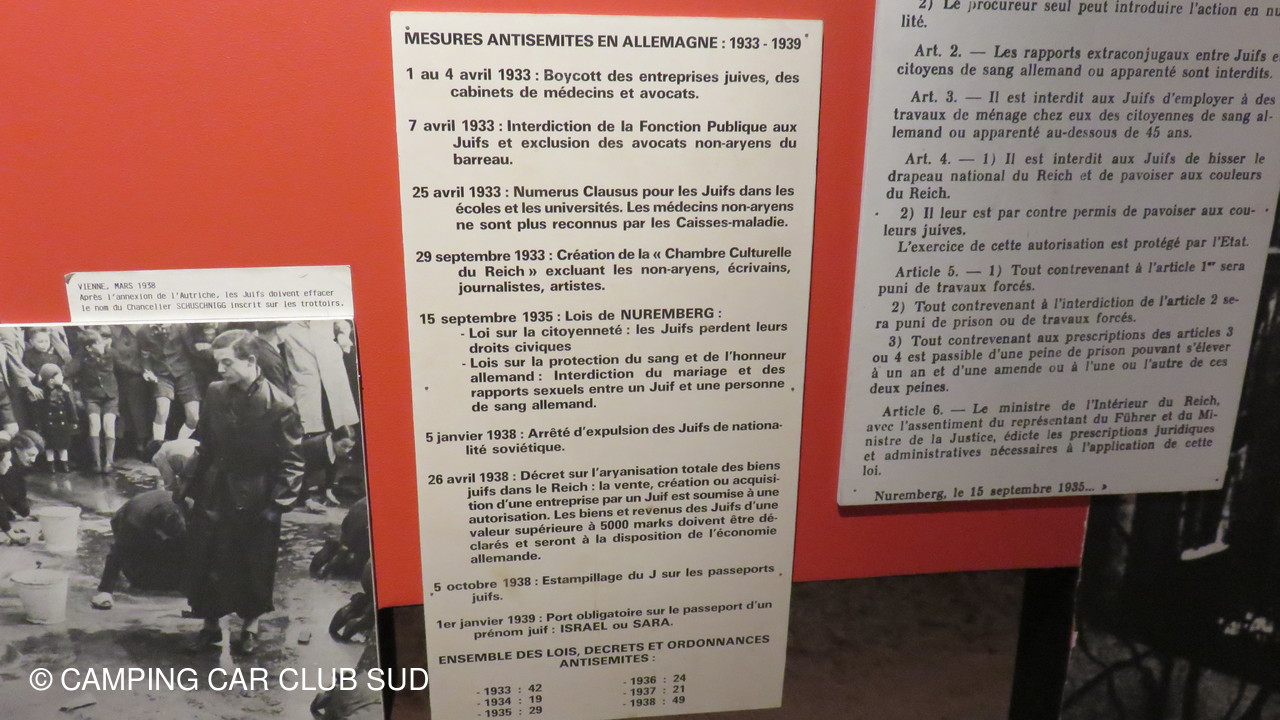 VIENNE, MARS 1938
Après l'annexion de l'Autriche, les Juifs doivent effacer
le nom du Chancelier SCHUSCHNIGG inscrit sur les trottoirs.
MESURES ANTISEMITES EN ALLEMAGNE : 1933 - 1939
1 au 4 avril 1933 : Boycott des entreprises juives, des
cabinets de médecins et avocats.
7 avril 1933 : Interdiction de la Fonction Publique aux
Juifs et exclusion des avocats non-aryens du
barreau.
25 avril 1933 : Numerus Clausus pour les Juifs dans les
écoles et les universités. Les médecins non-aryens
ne sont plus reconnus par les Caisses-maladie.
29 septembre 1933 : Création de la « Chambre Culturelle
du Reich » excluant les non-aryens, écrivains,
journalistes, artistes.
15 septembre 1935 : Lois de NUREMBERG :
- Loi sur la citoyenneté : les Juifs perdent leurs
droits civiques
- Lois sur la protection du sang et de l'honneur
allemand : Interdiction du mariage et des
rapports sexuels entre un Juif et une personne
de sang allemand.
5 janvier 1938 : Arrêté d'expulsion des Juifs de nationa-
lité soviétique.
26 avril 1938 : Décret sur l'aryanisation totale des biens
juifs dans le Reich : la vente, création ou acquisi-
tion d'une entreprise par un Juif est soumise à une
autorisation. Les biens et revenus des Juifs d'une
valeur supérieure à 5000 marks doivent être dé-
clarés et seront à la disposition de l'économie
allemande.
5 octobre 1938 : Estampillage du J sur les passeports
juifs.
1er janvier 1939 : Port obligatoire sur le passeport d'un
prénom juif : ISRAEL ou SARA.
ENSEMBLE DES LOIS, DECRETS ET ORDONNANCES
ANTISEMITES :
- 1933 : 42
- 1934 : 19
- 1935 : 29
- 1936 : 24
- 1937 : 21
- 1938 : 49
2) Le procureur seul peut introduire l'action en nu
lité.
Art. 2. — Les rapports extraconjugaux entre Juifs e
citoyens de sang allemand ou apparenté sont interdits.
Art. 3. — Il est interdit aux Juifs d'employer à des
travaux de ménage chez eux des citoyennes de sang al-
lemand ou apparenté au-dessous de 45 ans.
Art. 4. — 1) Il est interdit aux Juifs de hisser le
drapeau national du Reich et de pavoiser aux couleurs
du Reich.
2) Il leur est par contre permis de pavoiser aux cou-
leurs juives.
L'exercice de cette autorisation est protégé par l'Etat.
Article 5. — 1) Tout contrevenant à l'article 1er sera
puni de travaux forcés.
2) Tout contrevenant à l'interdiction de l'article 2 se-
ra puni de prison ou de travaux forcés.
3) Tout contrevenant aux prescriptions des articles 3
ou 4 est passible d'une peine de prison pouvant s'élever
à un an et d'une amende ou à l'une ou l'autre de ces
deux peines.
Article 6. — Le ministre de l'Intérieur du Reich,
avec l'assentiment du représentant du Führer et du Mi-
nistre de la Justice, édicte les prescriptions juridiques
et administratives nécessaires à l'application de cette
loi.
Nuremberg, le 15 septembre 1935... »
© CAMPING CAR CLUB SUD